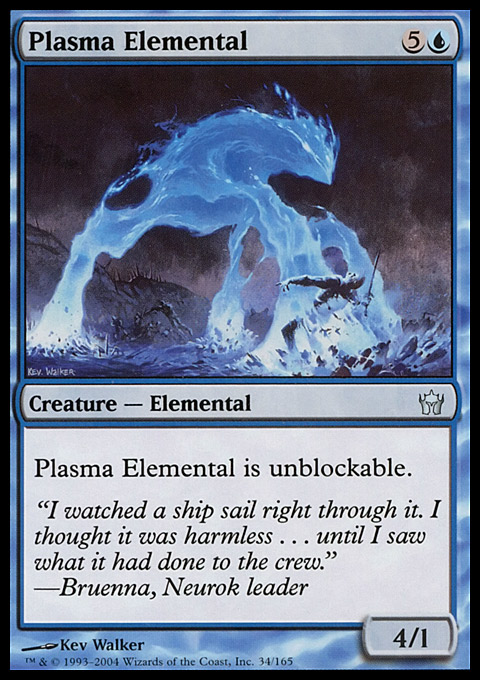 Plasma Elemental 5
KEV WALKER
Creature — Elemental
Plasma Elemental is unblockable.
“I watched a ship sail right through it. I
thought it was harmless . . . until I saw
what it had done to the crew.”
—Bruenna, Neurok leader
4/1
Kev Walker
™ & © 1993–2004 Wizards of the Coast, Inc. 34/165